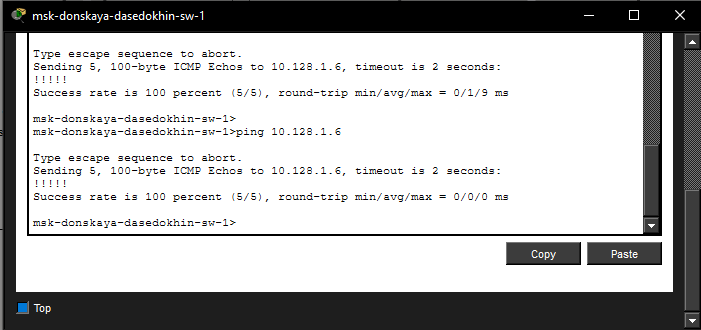 msk-donskaya-dasedokhin-sw-1
Type escape sequence to abort.
Sending 5, 100-byte ICMP Echos to 10.128.1.6, timeout is 2 seconds:
!!!!!
Success rate is 100 percent (5/5), round-trip min/avg/max = 0/1/9 ms
msk-donskaya-dasedokhin-sw-1>
msk-donskaya-dasedokhin-sw-1>ping 10.128.1.6
Type escape sequence to abort.
Sending 5, 100-byte ICMP Echos to 10.128.1.6, timeout is 2 seconds:
!!!!!
Success rate is 100 percent (5/5), round-trip min/avg/max = 0/0/0 ms
msk-donskaya-dasedokhin-sw-1>
Copy Paste
Top